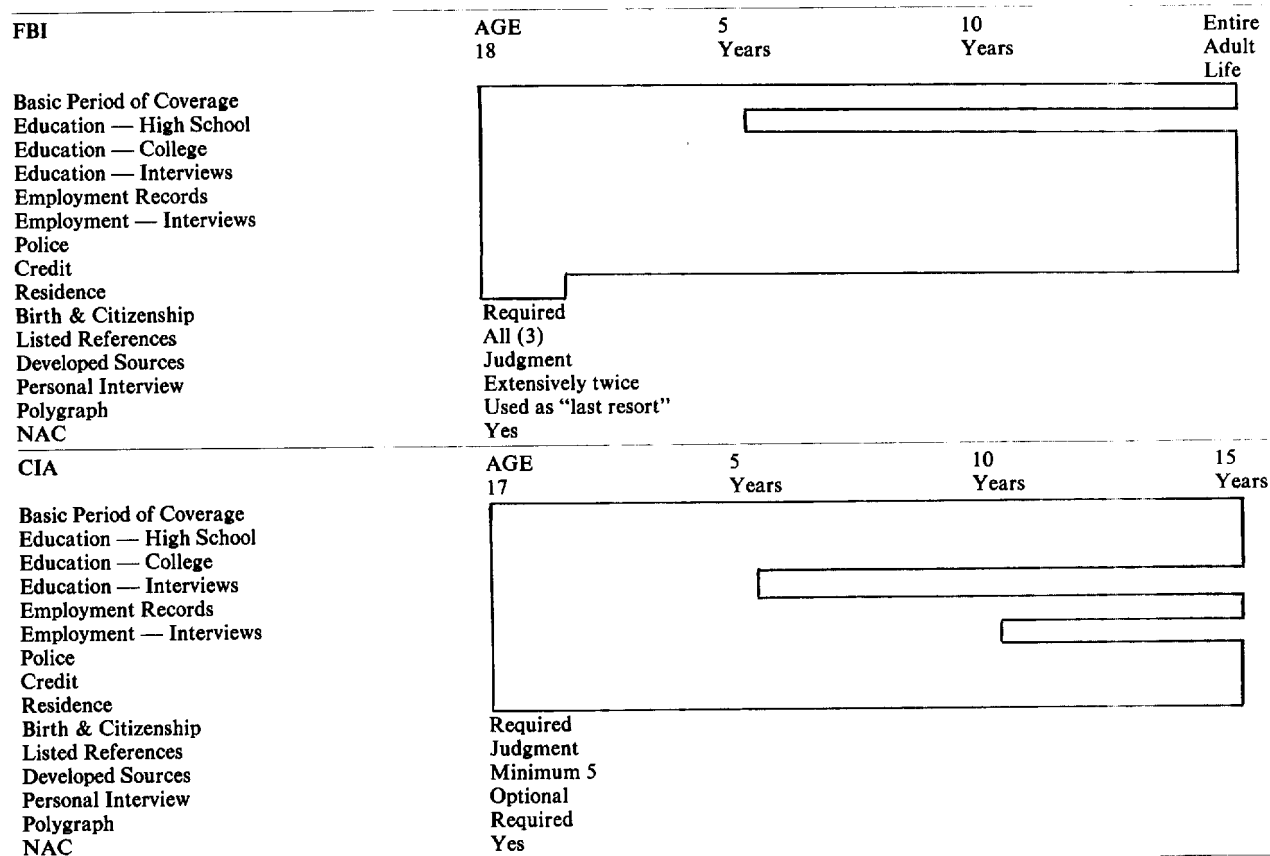 FBI AGE 5 10 Entire
18 Years Years Adult
Life
Basic Period of Coverage
Education — High School
Education — College
Education — Interviews
Employment Records
Employment — Interviews
Police
Credit
Residence
Birth & Citizenship Required
Listed References All (3)
Developed Sources Judgment
Personal Interview Extensively twice
Polygraph Used as “last resort”
NAC Yes
CIA AGE 5 10 15
17 Years Years Years
Basic Period of Coverage
Education — High School
Education — College
Education — Interviews
Employment Records
Employment — Interviews
Police
Credit
Residence
Birth & Citizenship Required
Listed References Judgment
Developed Sources Minimum 5
Personal Interview Optional
Polygraph Required
NAC Yes